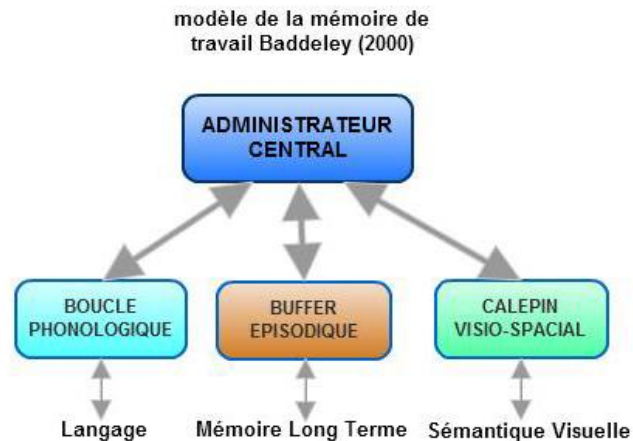 modèle de la mémoire de
travail Baddeley (2000)
ADMINISTRATEUR
CENTRAL
BOUCLE
PHONOLOGIQUE
BUFFER
EPISODIQUE
CALEPIN
VISIO-SPACIAL
Langage
Mémoire Long Terme
Sémantique Visuelle